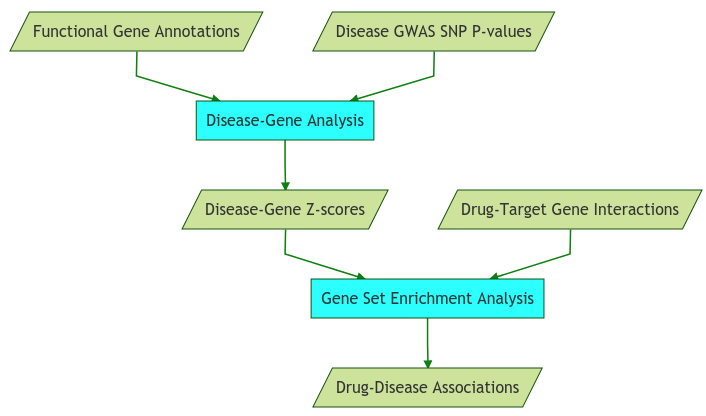 Functional Gene Annotations
Disease GWAS SNP P-values
Disease-Gene Analysis
Disease-Gene Z-scores
Drug-Target Gene Interactions
Gene Set Enrichment Analysis
Drug-Disease Associations